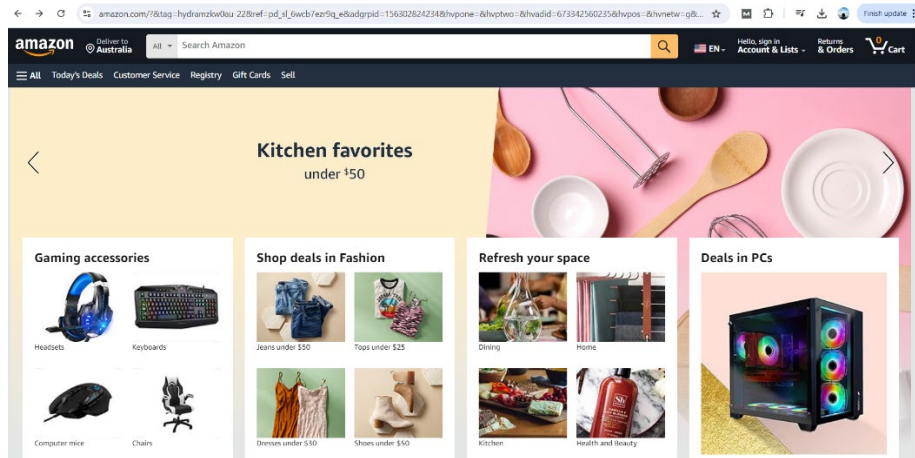 amazon.com/?&tag=hydramzkw0au-22&ref=pd_sl_6wcb7ezr9q_e&adgrpid=156302824234&hvpone=&hvptwo=&hvadid=673342560235&hvpos=&hvnetw=g&...
Finish update
amazon
Deliver to
Australia
All
Search Amazon
EN
Hello, sign in
Account & Lists
Returns
& Orders
0
Cart
All Today's Deals Customer Service Registry Gift Cards Sell
Kitchen favorites
under $50
Gaming accessories
Headsets
Keyboards
Computer mice
Chairs
Shop deals in Fashion
Jeans under $50
Tops under $25
Dresses under $30
Shoes under $50
Refresh your space
Dining
Home
Kitchen
Health and Beauty
Deals in PCs